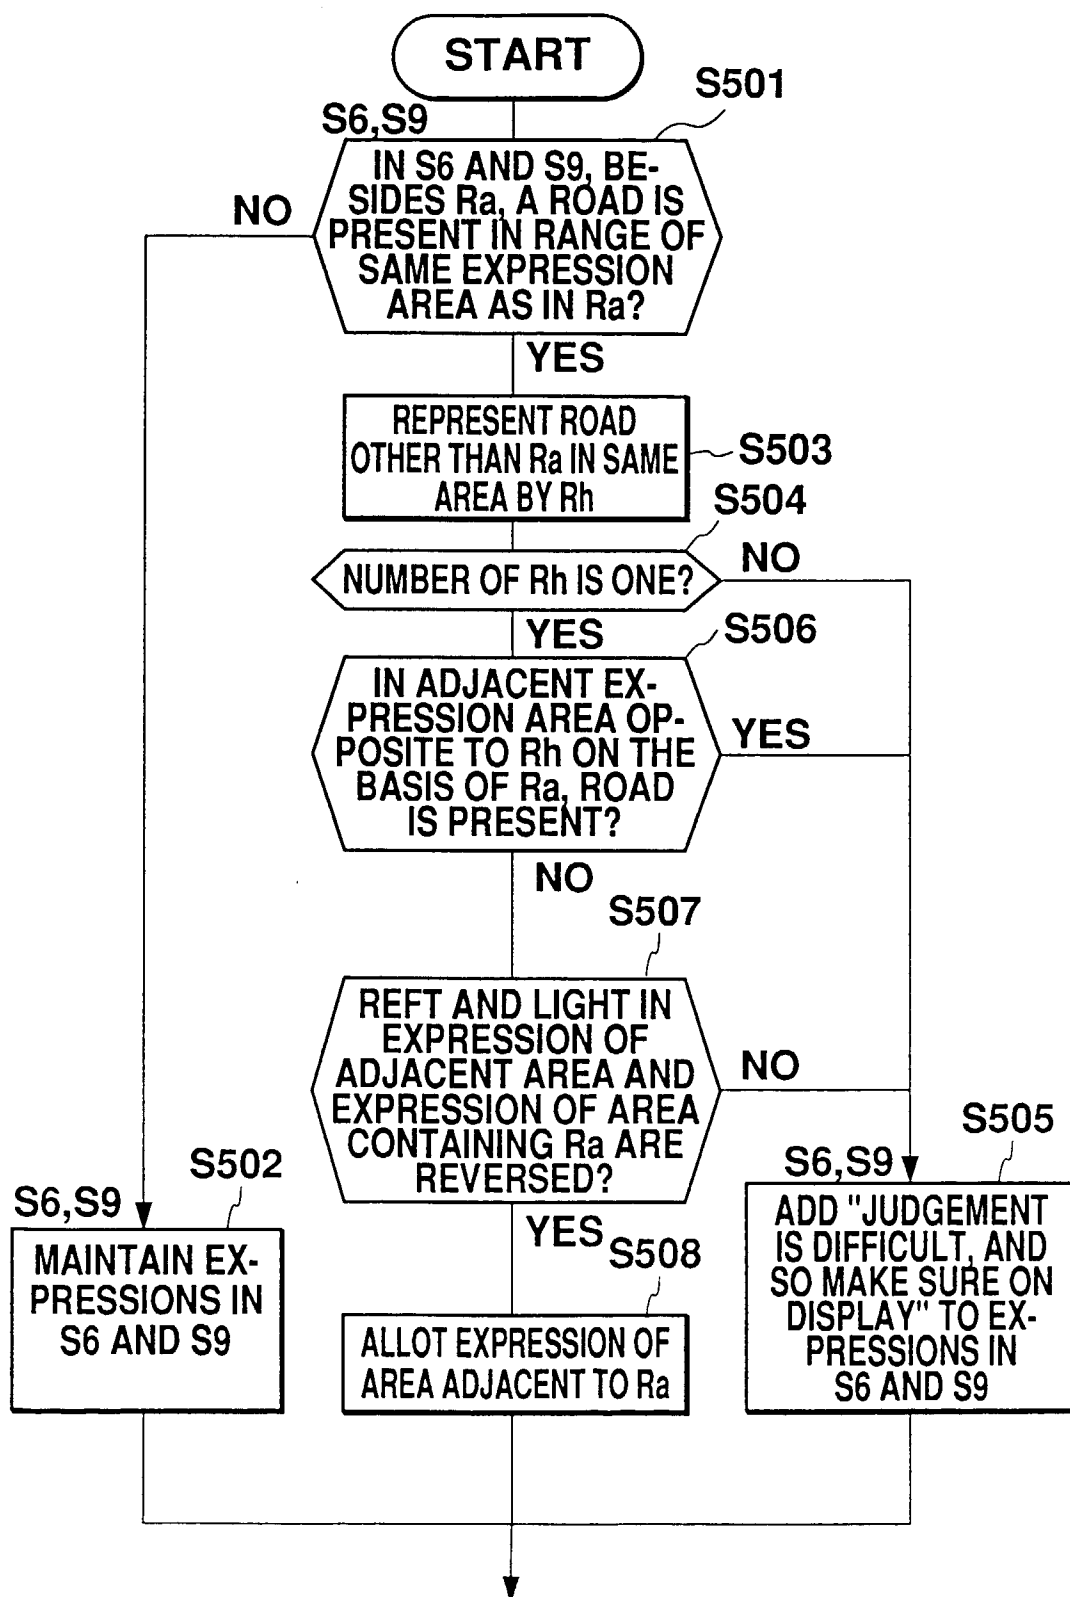 START
S501
S6,S9
IN S6 AND S9, BE-
SIDES Ra, A ROAD IS
PRESENT IN RANGE OF
SAME EXPRESSION
AREA AS IN Ra?
NO
YES
REPRESENT ROAD
OTHER THAN Ra IN SAME
AREA BY Rh
S503
S504
NUMBER OF Rh IS ONE?
NO
YES
S506
IN ADJACENT EX-
PRESSION AREA OP-
POSITE TO Rh ON THE
BASIS OF Ra, ROAD
IS PRESENT?
YES
NO
S507
REFT AND LIGHT IN
EXPRESSION OF
ADJACENT AREA AND
EXPRESSION OF AREA
CONTAINING Ra ARE
REVERSED?
NO
YES
S502
S6,S9
MAINTAIN EX-
PRESSIONS IN
S6 AND S9
S508
ALLOT EXPRESSION OF
AREA ADJACENT TO Ra
S505
S6,S9
ADD "JUDGEMENT
IS DIFFICULT, AND
SO MAKE SURE ON
DISPLAY" TO EX-
PRESSIONS IN
S6 AND S9